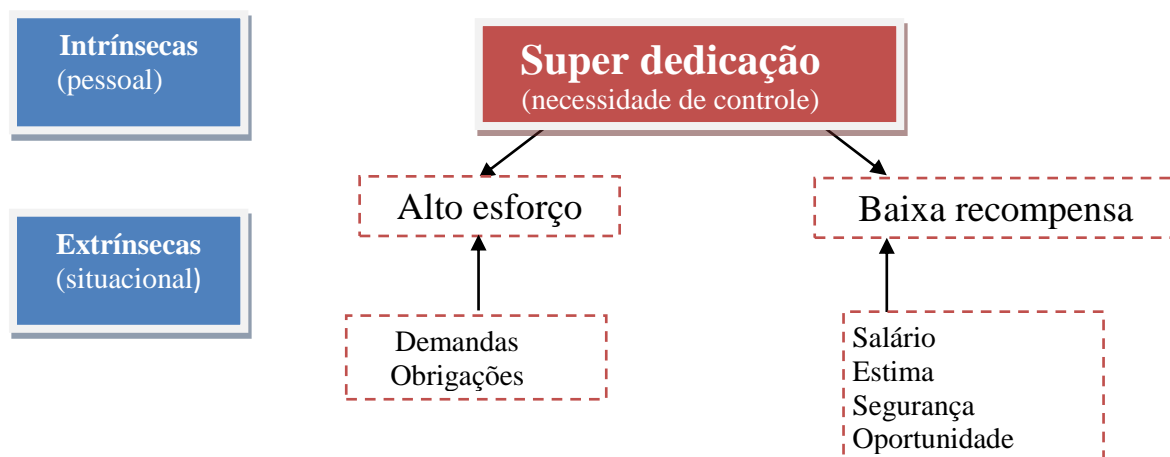 Intrínsecas
(pessoal)
Super dedicação
(necessidade de controle)
Alto esforço
Baixa recompensa
Extrínsecas
(situacional)
Demandas
Obrigações
Salário
Estima
Segurança
Oportunidade